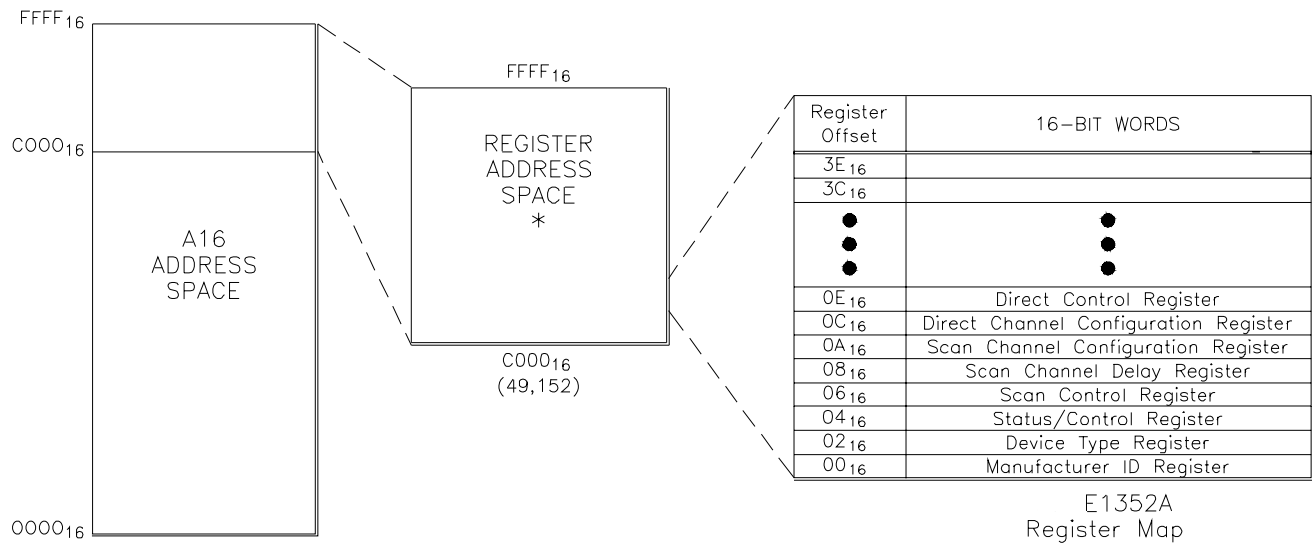 FFFF16
C00016
A16
ADDRESS
SPACE
000016
FFFF16
REGISTER
ADDRESS
SPACE
*
C00016
(49,152)
Register
Offset
16-BIT WORDS
3E16
3C16
0E16 Direct Control Register
0C16 Direct Channel Configuration Register
0A16 Scan Channel Configuration Register
0816 Scan Channel Delay Register
0616 Scan Control Register
0416 Status/Control Register
0216 Device Type Register
0016 Manufacturer ID Register
E1352A
Register Map